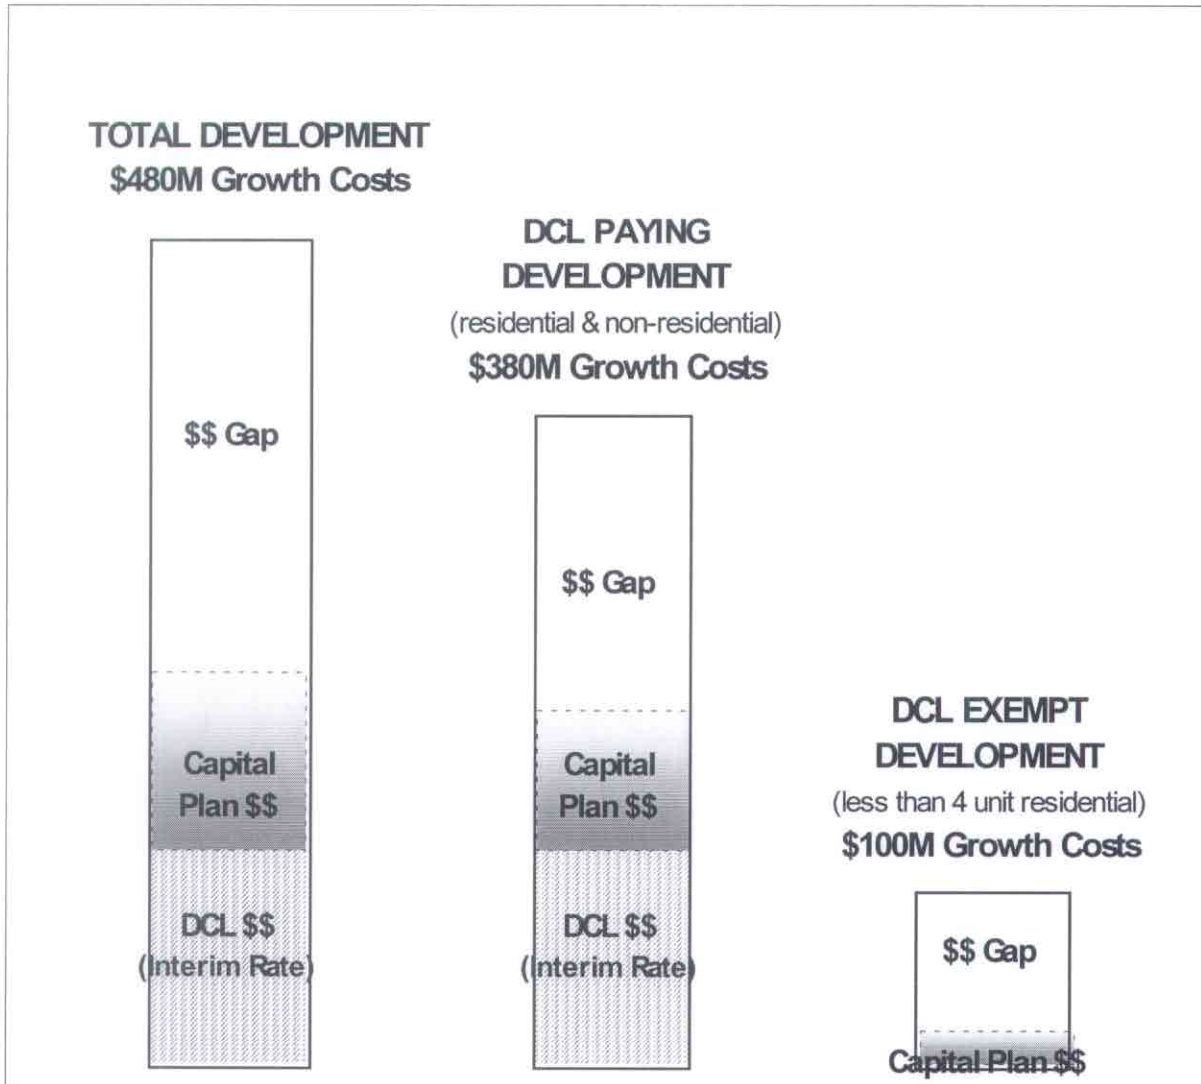 TOTAL DEVELOPMENT
$480M Growth Costs
$$ Gap
Capital
Plan $$
DCL $$
(Interim Rate)
DCL PAYING
DEVELOPMENT
(residential & non-residential)
$380M Growth Costs
$$ Gap
Capital
Plan $$
DCL $$
(Interim Rate)
DCL EXEMPT
DEVELOPMENT
(less than 4 unit residential)
$100M Growth Costs
$$ Gap
Capital Plan $$